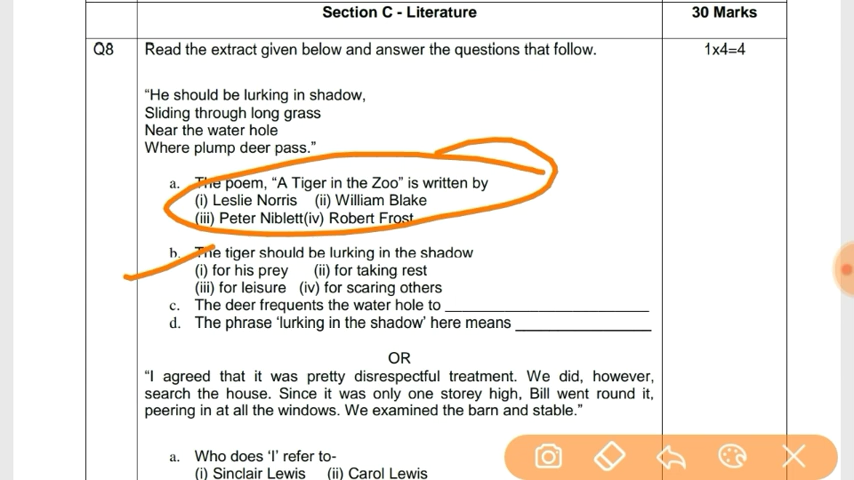 Section C - Literature
30 Marks
Q8
Read the extract given below and answer the questions that follow.
1x4=4
“He should be lurking in shadow,
Sliding through long grass
Near the water hole
Where plump deer pass.”
a. The poem, “A Tiger in the Zoo” is written by
(i) Leslie Norris (ii) William Blake
(iii) Peter Niblett(iv) Robert Frost
b. The tiger should be lurking in the shadow
(i) for his prey (ii) for taking rest
(iii) for leisure (iv) for scaring others
c. The deer frequents the water hole to ____________________
d. The phrase ‘lurking in the shadow’ here means ____________
OR
“I agreed that it was pretty disrespectful treatment. We did, however,
search the house. Since it was only one storey high, Bill went round it,
peering in at all the windows. We examined the barn and stable.”
a. Who does ‘I’ refer to-
(i) Sinclair Lewis (ii) Carol Lewis